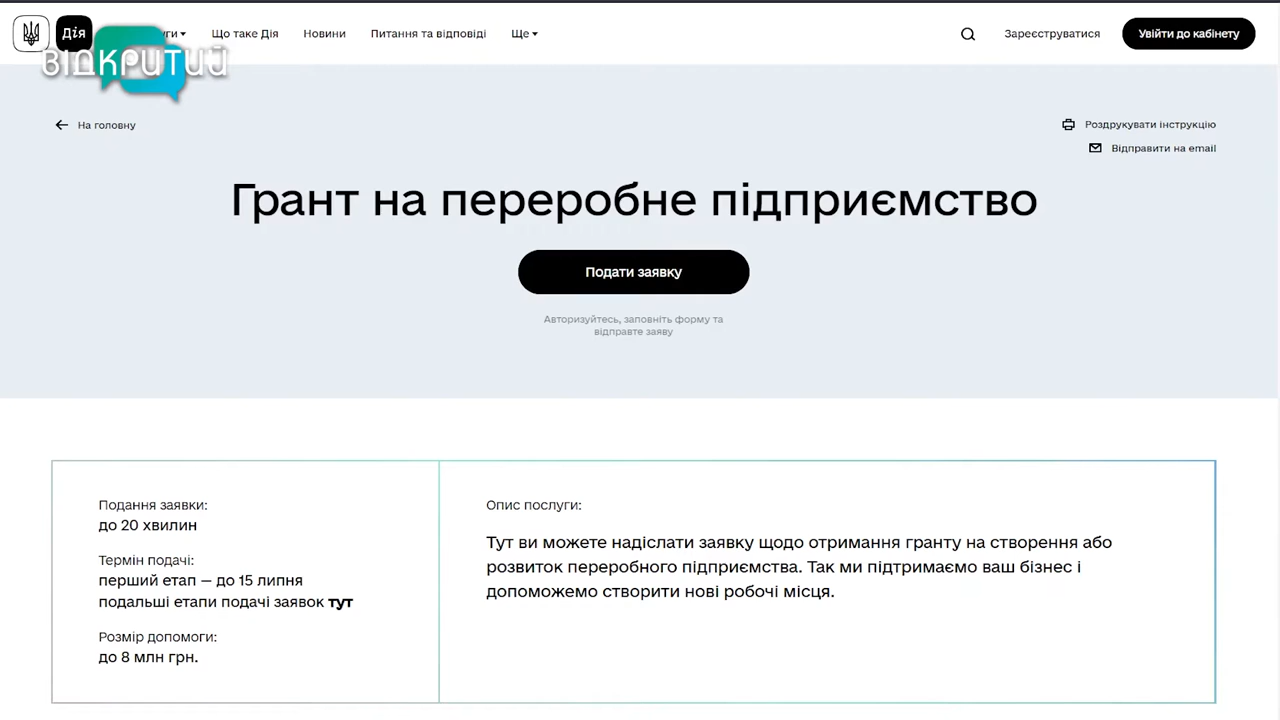 Дія
Що таке Дія
Новини
Питання та відповіді
Ще
Зареєструватися
Увійти до кабінету
ВІДКРИТИЙ
На головну
Роздрукувати інструкцію
Відправити на email
Грант на переробне підприємство
Подати заявку
Авторизуйтесь, заповніть форму та
відправте заяву
Подання заявки:
до 20 хвилин
Термін подачі:
перший етап — до 15 липня
подальші етапи подачі заявок тут
Розмір допомоги:
до 8 млн грн.
Опис послуги:
Тут ви можете надіслати заявку щодо отримання гранту на створення або
розвиток переробного підприємства. Так ми підтримаємо ваш бізнес і
допоможемо створити нові робочі місця.